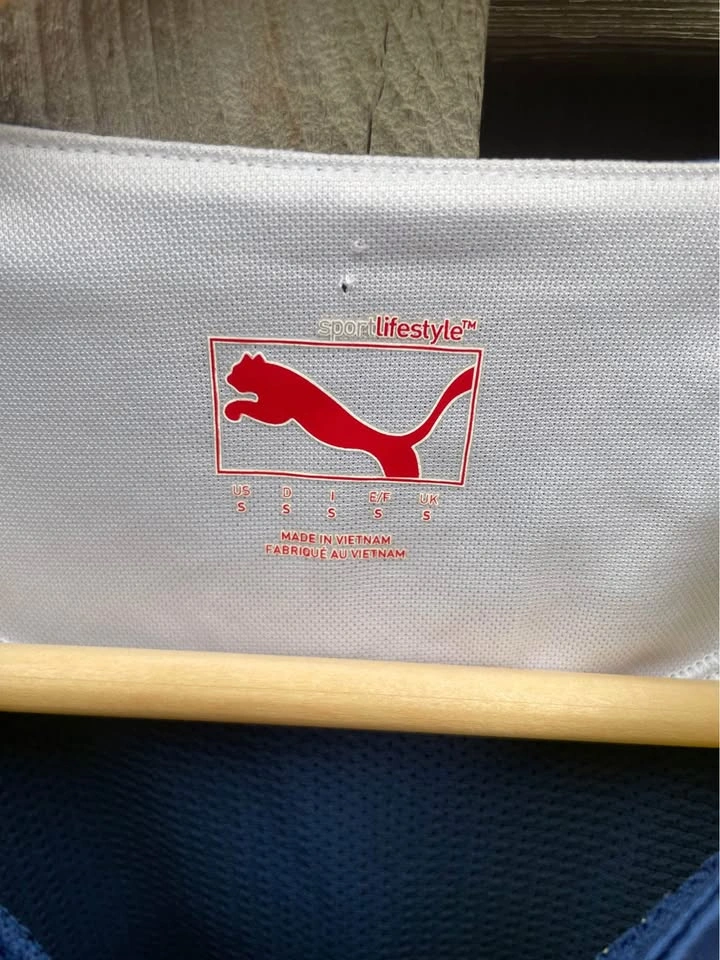 sportlifestyle™
US D I E/F UK
S S S S S
MADE IN VIETNAM
FABRIQUÉ AU VIETNAM